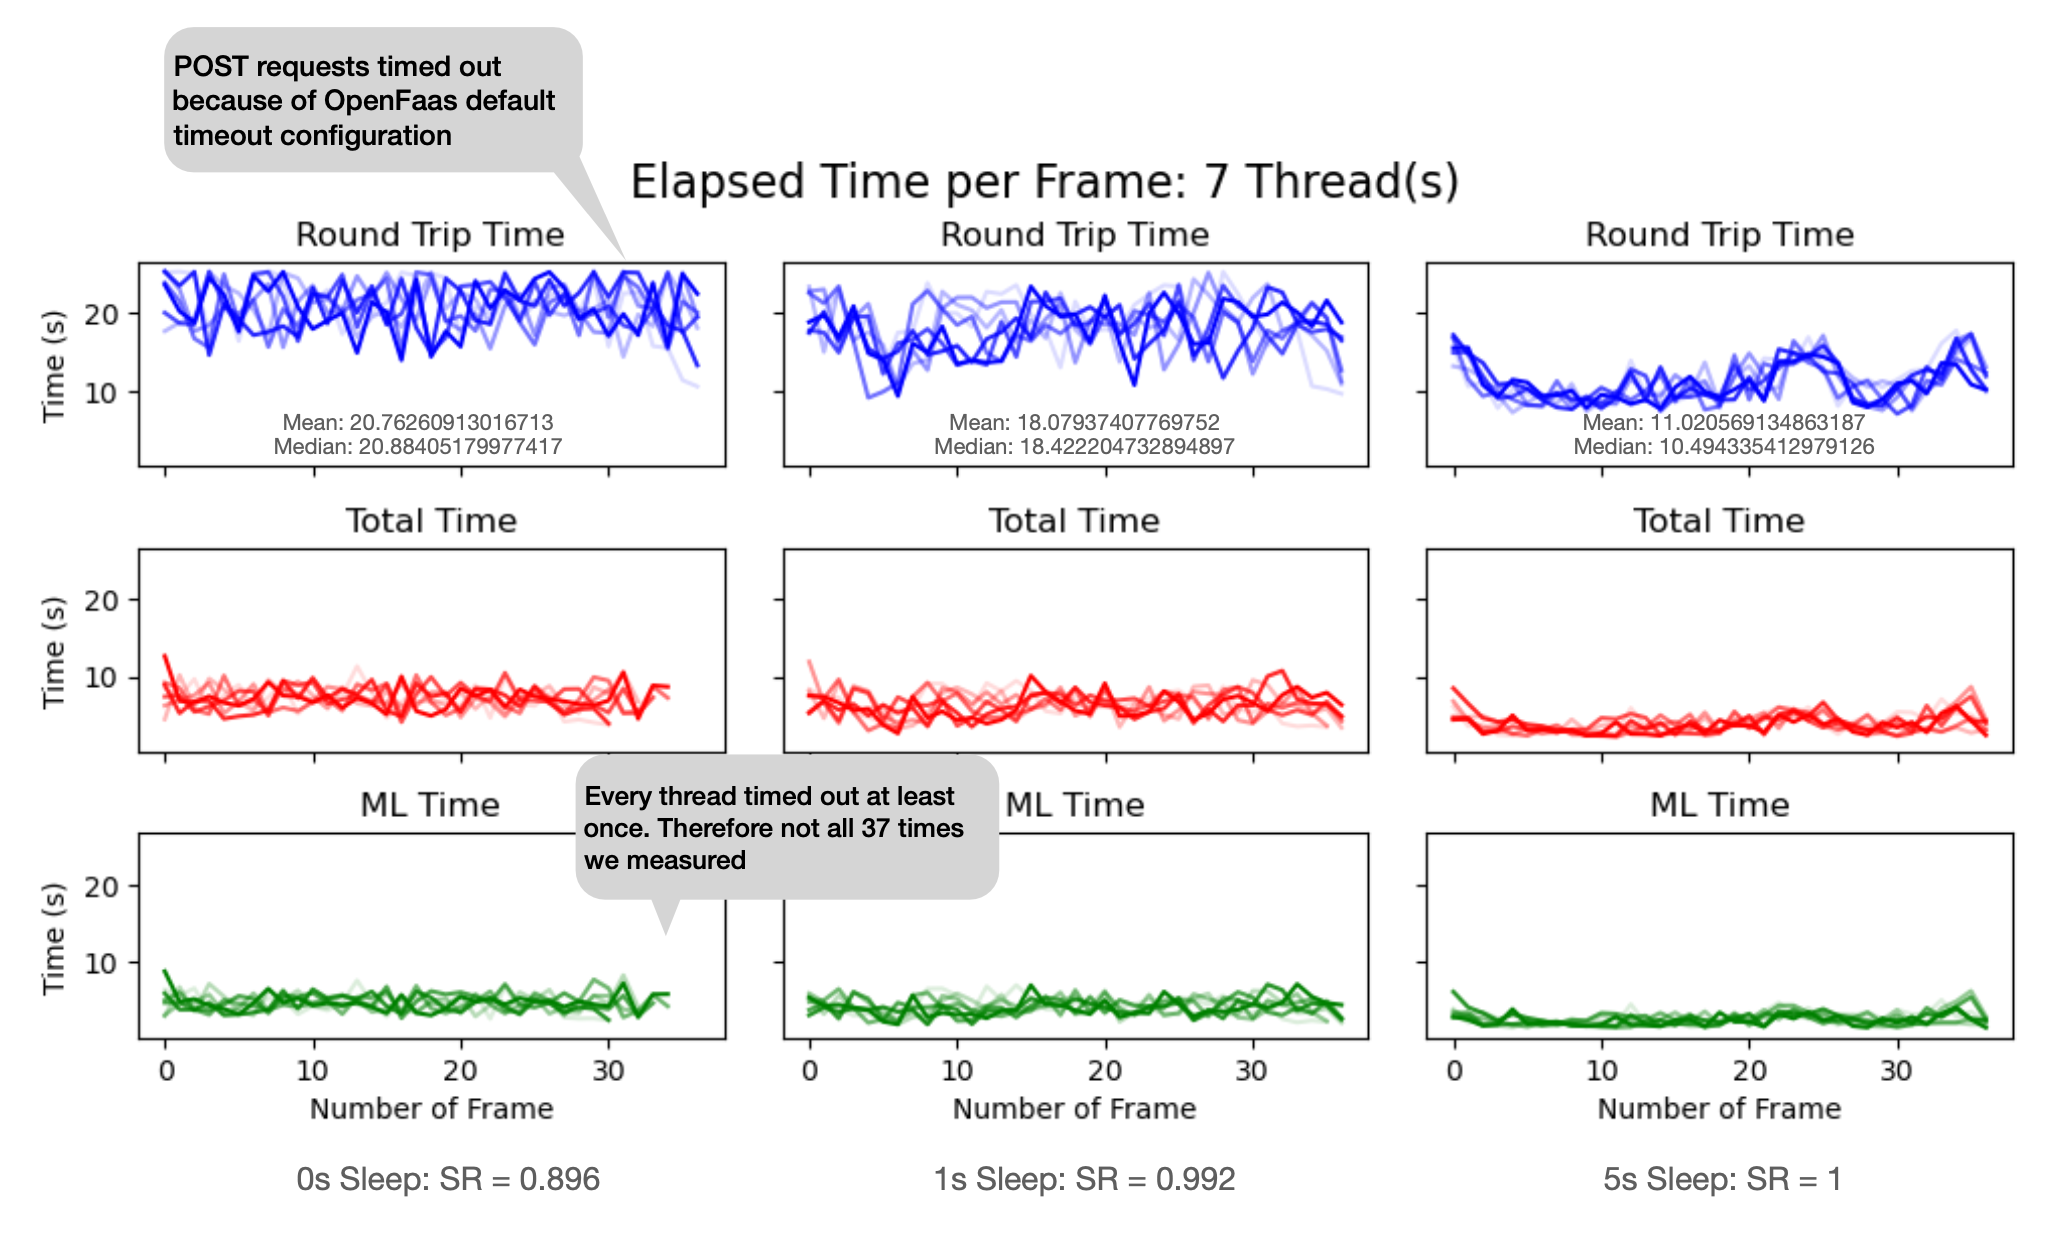 POST requests timed out
because of OpenFaas default
timeout configuration
Elapsed Time per Frame: 7 Thread(s)
Round Trip Time
Round Trip Time
Round Trip Time
Time (s)
20
10
Mean: 20.76260913016713
Median: 20.88405179977417
Mean: 18.07937407769752
Median: 18.422204732894897
Mean: 11.020569134863187
Median: 10.494335412979126
Total Time
Total Time
Total Time
Time (s)
20
10
Every thread timed out at least
once. Therefore not all 37 times
we measured
ML Time
ML Time
ML Time
Time (s)
20
10
0 10 20 30
0 10 20 30
0 10 20 30
Number of Frame
Number of Frame
Number of Frame
0s Sleep: SR = 0.896
1s Sleep: SR = 0.992
5s Sleep: SR = 1